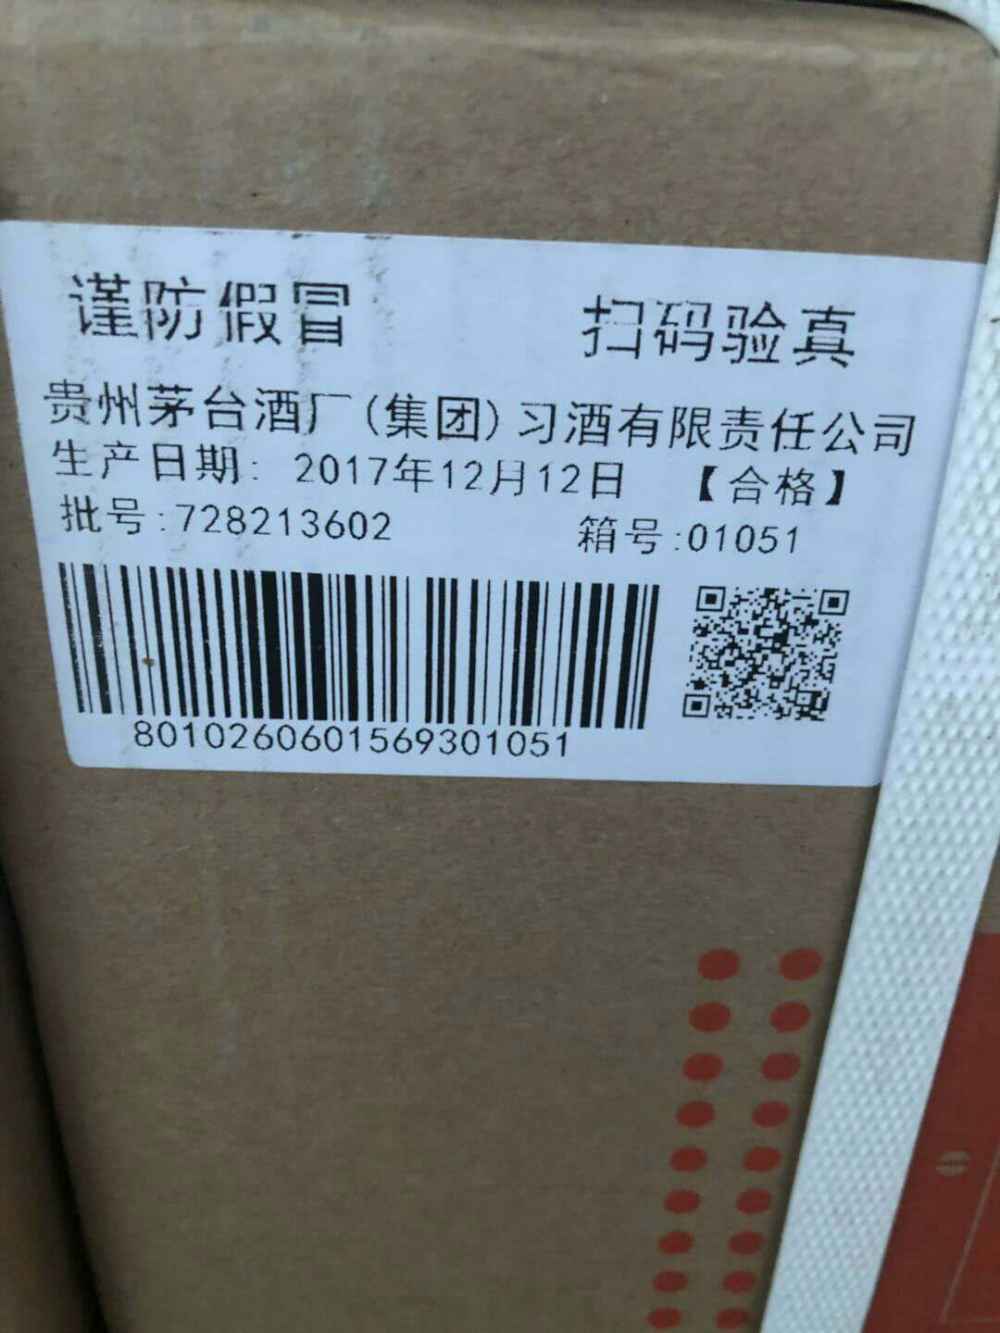 谨防假冒 扫码验真
贵州茅台酒厂(集团)习酒有限责任公司
生产日期: 2017年12月12日 【合格】
批号:728213602 箱号:01051
80102606015693​01051